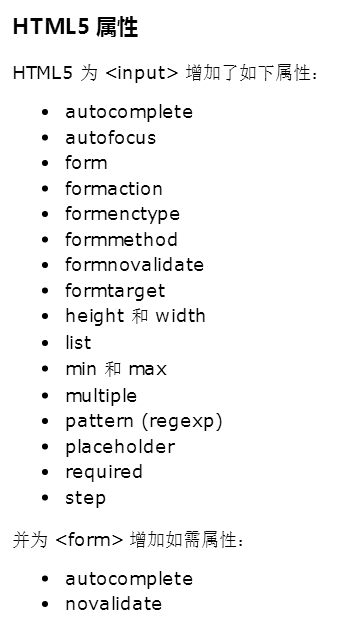 HTML5 属性
HTML5 为 <input> 增加了如下属性：
• autocomplete
• autofocus
• form
• formaction
• formenctype
• formmethod
• formnovalidate
• formtarget
• height 和 width
• list
• min 和 max
• multiple
• pattern (regexp)
• placeholder
• required
• step
并为 <form> 增加如需属性：
• autocomplete
• novalidate